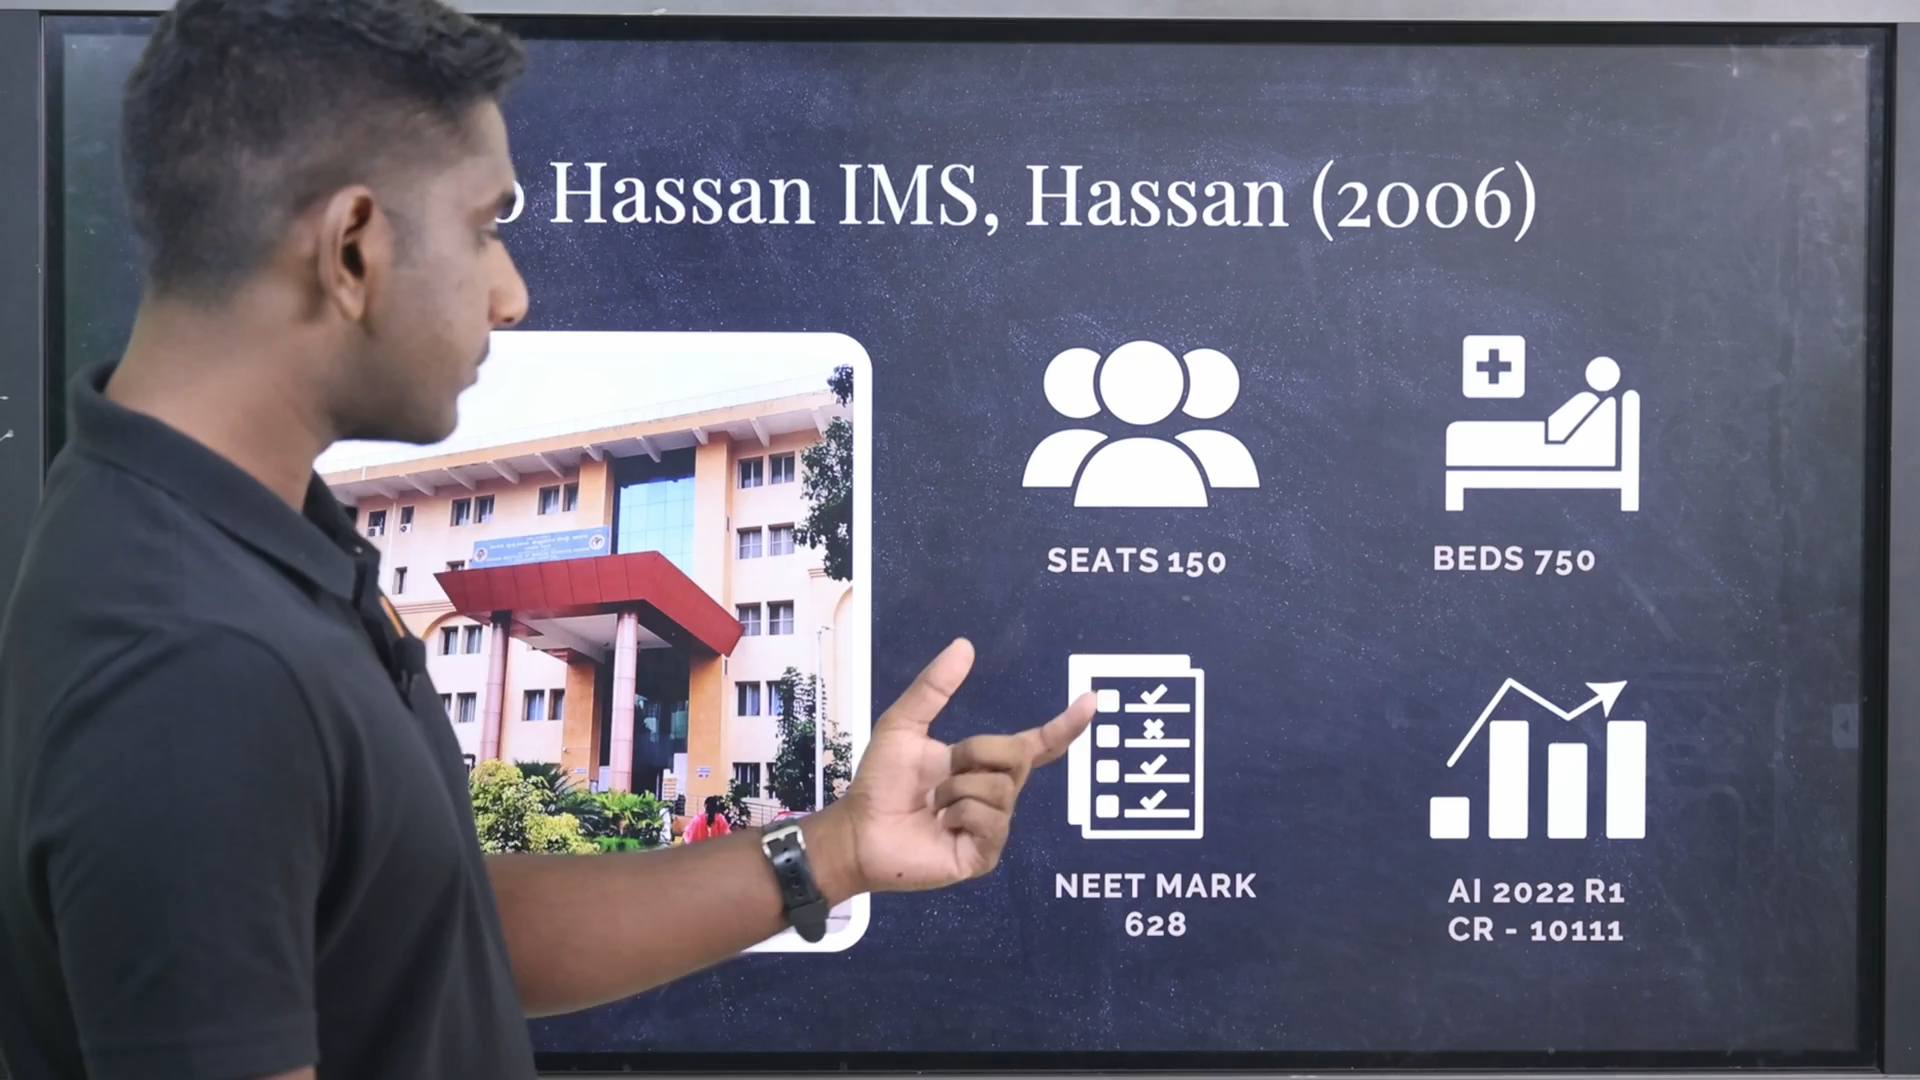 Hassan IMS, Hassan (2006)
SEATS 150
BEDS 750
NEET MARK
628
AI 2022 R1
CR - 10111